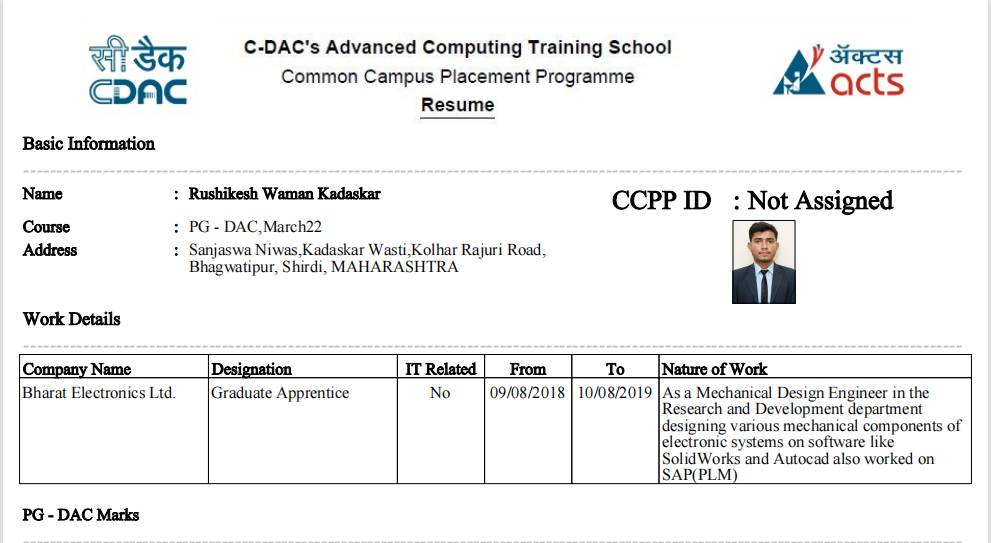 सी डैक
CDAC
C-DAC's Advanced Computing Training School
Common Campus Placement Programme
Resume
ॲक्टस
acts
Basic Information
Name : Rushikesh Waman Kadaskar
CCPP ID : Not Assigned
Course : PG - DAC,March22
Address : Sanjaswa Niwas,Kadaskar Wasti,Kolhar Rajuri Road,
Bhagwatipur, Shirdi, MAHARASHTRA
Work Details
Company Name Designation IT Related From To Nature of Work
Bharat Electronics Ltd. Graduate Apprentice No 09/08/2018 10/08/2019 As a Mechanical Design Engineer in the
Research and Development department
designing various mechanical components of
electronic systems on software like
SolidWorks and Autocad also worked on
SAP(PLM)
PG - DAC Marks